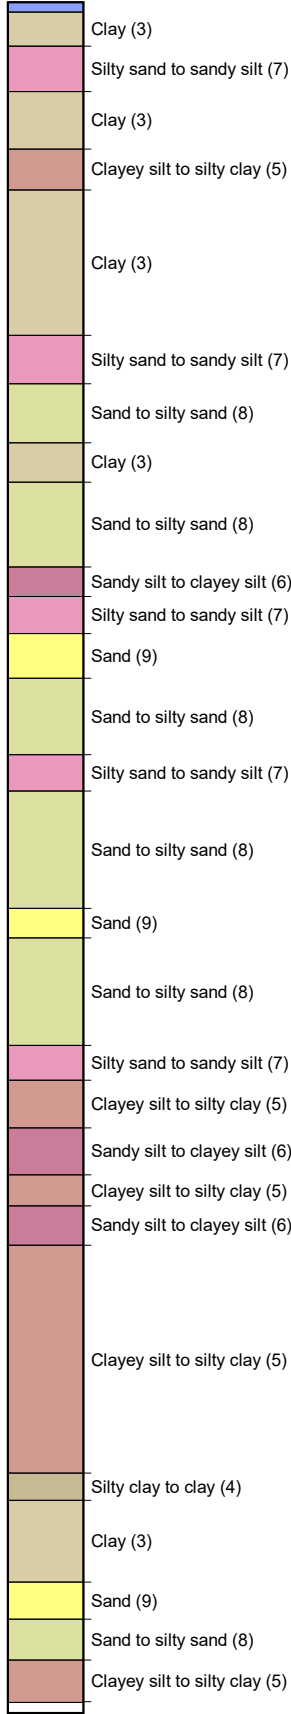 Clay (3)
Silty sand to sandy silt (7)
Clay (3)
Clayey silt to silty clay (5)
Clay (3)
Silty sand to sandy silt (7)
Sand to silty sand (8)
Clay (3)
Sand to silty sand (8)
Sandy silt to clayey silt (6)
Silty sand to sandy silt (7)
Sand (9)
Sand to silty sand (8)
Silty sand to sandy silt (7)
Sand to silty sand (8)
Sand (9)
Sand to silty sand (8)
Silty sand to sandy silt (7)
Clayey silt to silty clay (5)
Sandy silt to clayey silt (6)
Clayey silt to silty clay (5)
Sandy silt to clayey silt (6)
Clayey silt to silty clay (5)
Silty clay to clay (4)
Clay (3)
Sand (9)
Sand to silty sand (8)
Clayey silt to silty clay (5)